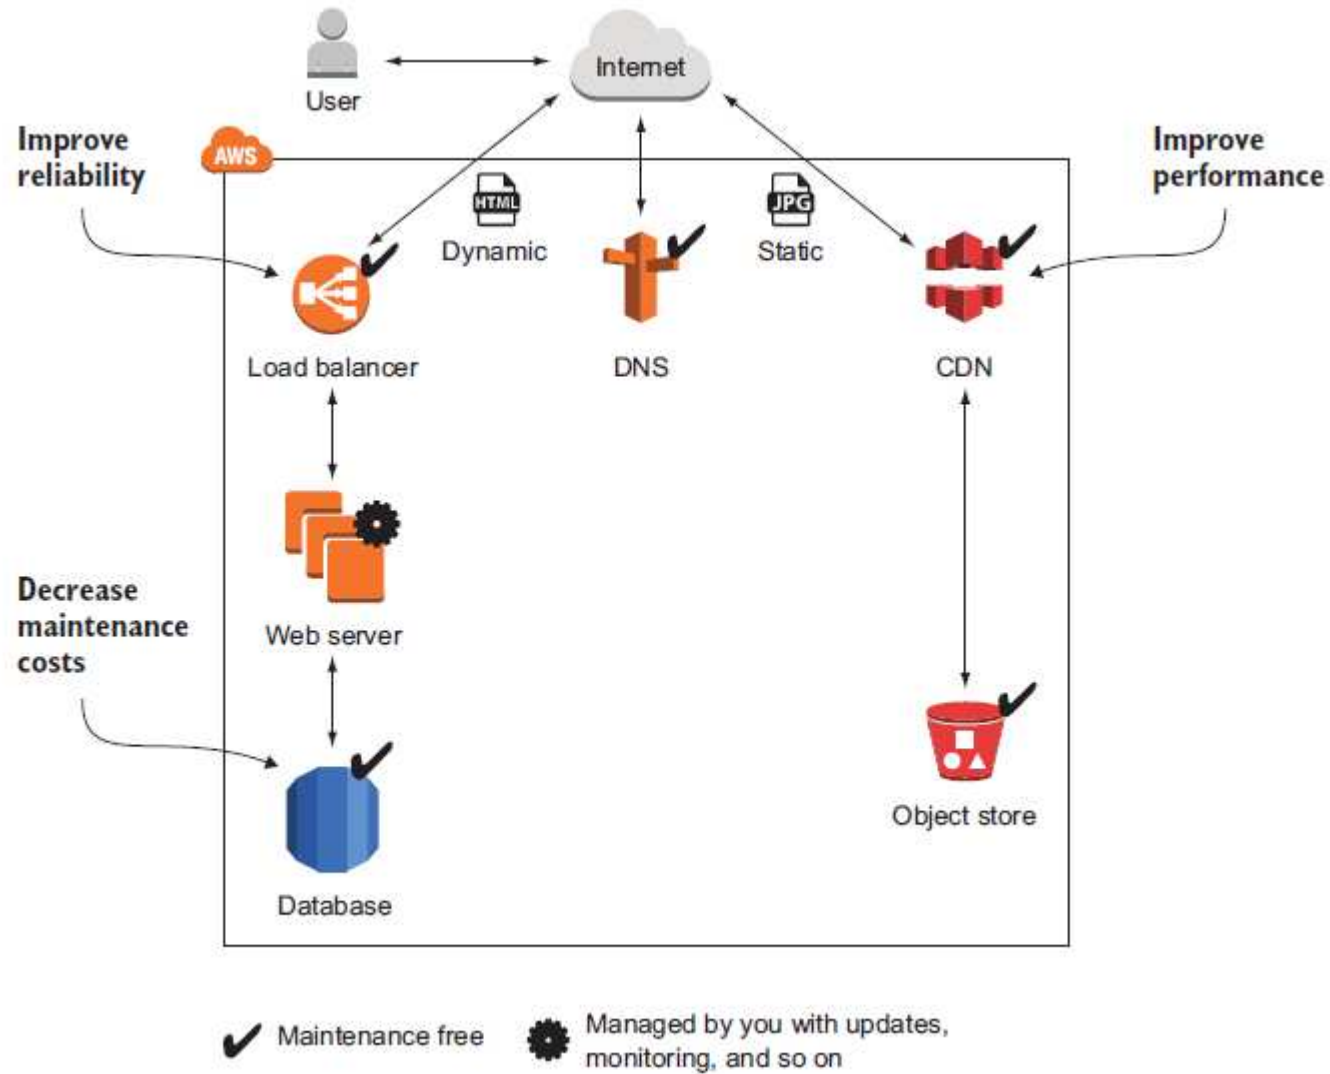 User
Internet
Improve
reliability
AWS
Improve
performance
HTML
Dynamic
JPG
Static
Load balancer
DNS
CDN
Web server
Decrease
maintenance
costs
Object store
Database
Maintenance free
Managed by you with updates,
monitoring, and so on